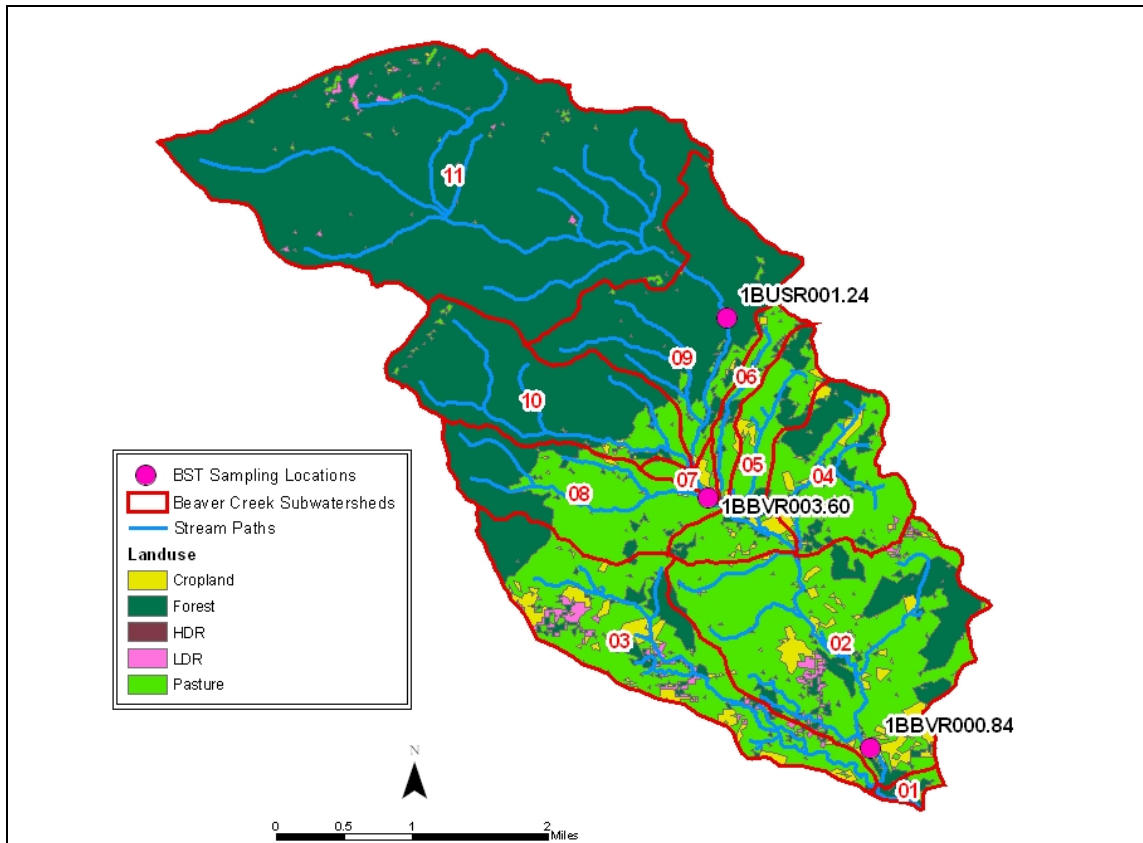 11
1BUSR001.24
09
06
10
05
04
07
08
1BBVR003.60
BST Sampling Locations
Beaver Creek Subwatersheds
Stream Paths
Landuse
Cropland
Forest
HDR
LDR
Pasture
03
02
1BBVR000.84
01
N
0 0.5 1 2
Miles